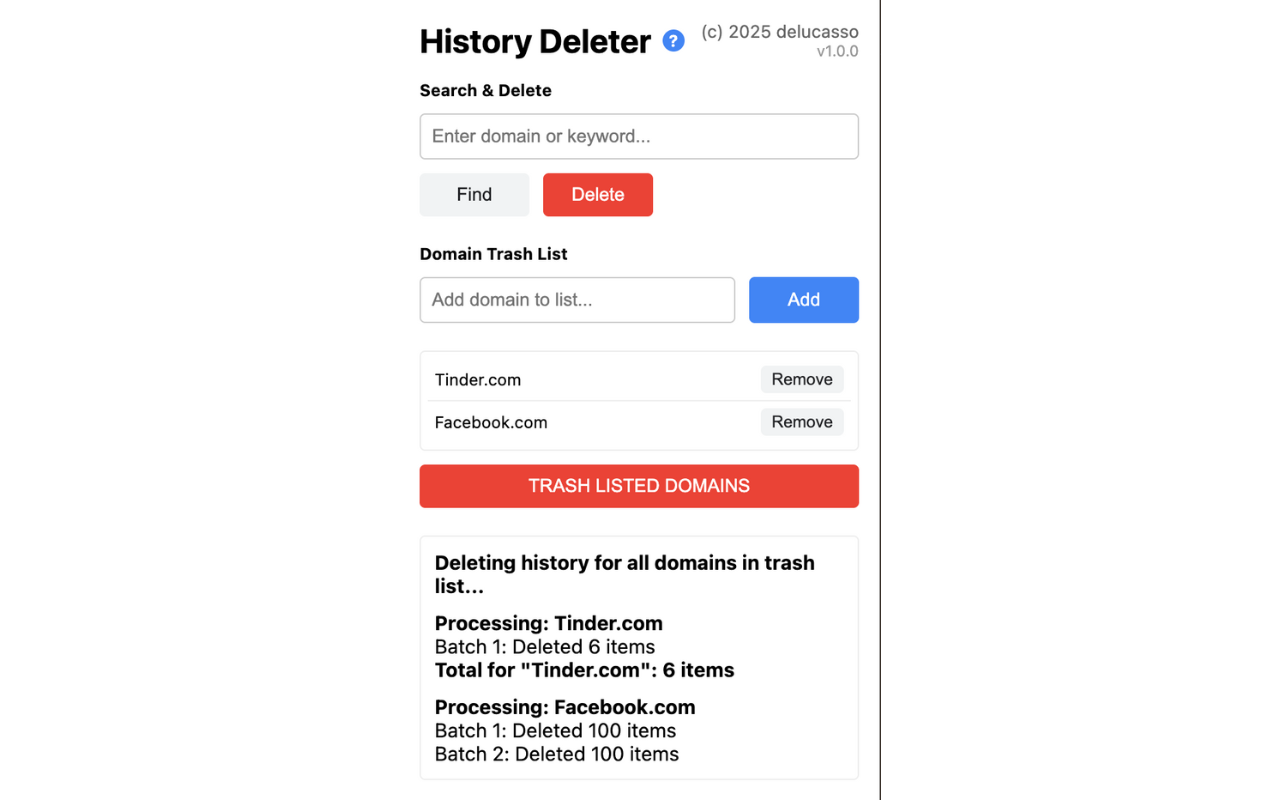 History Deleter ? (c) 2025 delucasso
v1.0.0
Search & Delete
Enter domain or keyword...
Find Delete
Domain Trash List
Add domain to list... Add
Tinder.com Remove
Facebook.com Remove
TRASH LISTED DOMAINS
Deleting history for all domains in trash
list...
Processing: Tinder.com
Batch 1: Deleted 6 items
Total for "Tinder.com": 6 items
Processing: Facebook.com
Batch 1: Deleted 100 items
Batch 2: Deleted 100 items